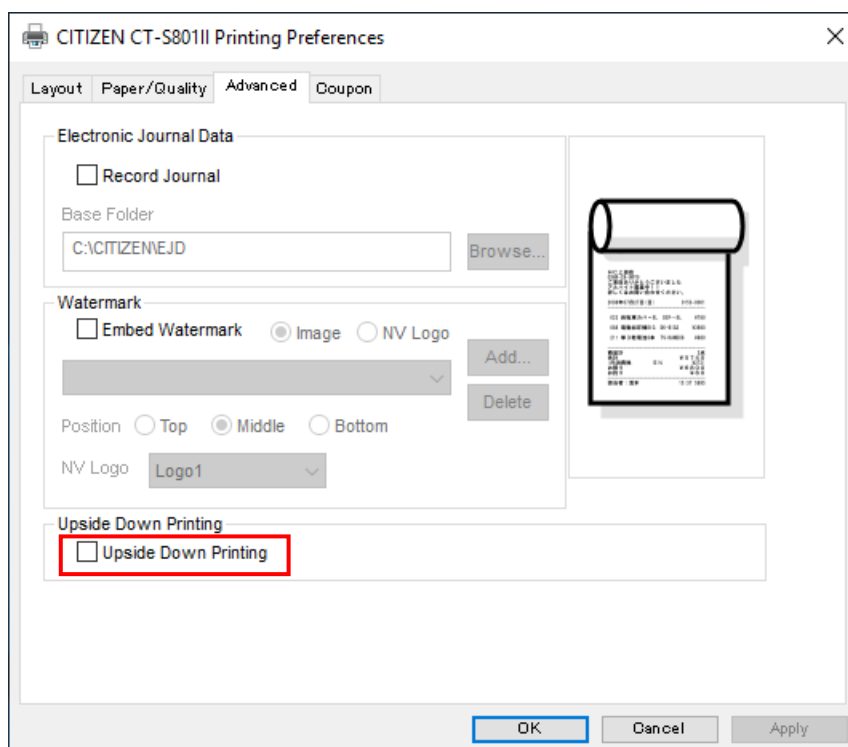 CITIZEN CT-S801II Printing Preferences
Layout Paper/Quality Advanced Coupon
Electronic Journal Data
Record Journal
Base Folder
C:\CITIZEN\EJD Browse...
Watermark
Embed Watermark Image NV Logo
Add...
Delete
Position Top Middle Bottom
NV Logo Logo1
Upside Down Printing
Upside Down Printing
OK Cancel Apply